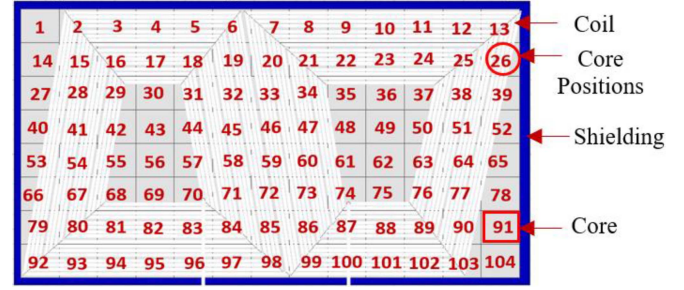 1 2 3 4 5 6 7 8 9 10 11 12 13 Coil
14 15 16 17 18 19 20 21 22 23 24 25 26 Core
Positions
27 28 29 30 31 32 33 34 35 36 37 38 39
40 41 42 43 44 45 46 47 48 49 50 51 52 Shielding
53 54 55 56 57 58 59 60 61 62 63 64 65
66 67 68 69 70 71 72 73 74 75 76 77 78
79 80 81 82 83 84 85 86 87 88 89 90 91 Core
92 93 94 95 96 97 98 99 100 101 102 103 104